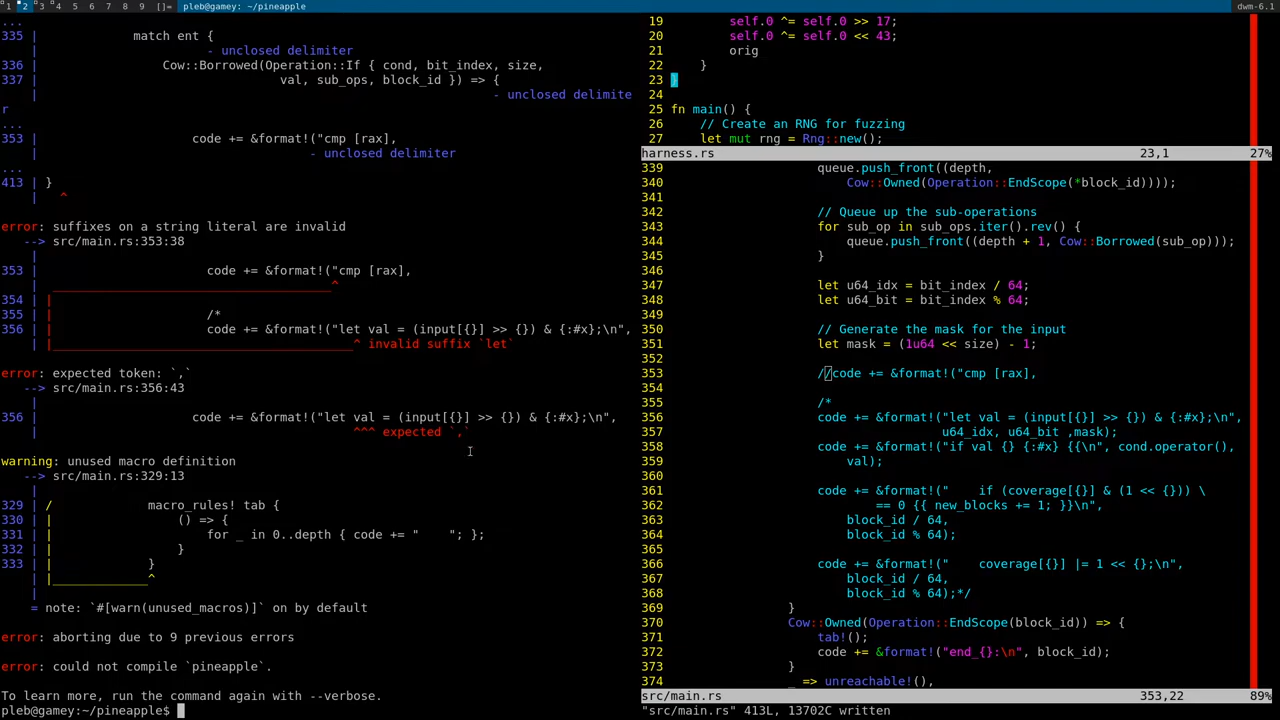 1 2 3 4 5 6 7 8 9 []= pleb@gamey: ~/pineapple dwm-6.1
...
335 | match ent {
| - unclosed delimiter
336 | Cow::Borrowed(Operation::If { cond, bit_index, size,
337 | val, sub_ops, block_id }) => {
| - unclosed delimite
r
...
353 | code += &format!("cmp [rax],
| - unclosed delimiter
...
413 | }
| ^
error: suffixes on a string literal are invalid
--> src/main.rs:353:38
|
353 | code += &format!("cmp [rax],
| ______________________________________^
354 | |
355 | | /*
356 | | code += &format!("let val = (input[{}] >> {}) & {:#x};\n",
| |_________________________________________^ invalid suffix `let`
error: expected token: `,`
--> src/main.rs:356:43
|
356 | code += &format!("let val = (input[{}] >> {}) & {:#x};\n",
| ^^^ expected `,`
warning: unused macro definition
--> src/main.rs:329:13
|
329 | / macro_rules! tab {
330 | | () => {
331 | | for _ in 0..depth { code += "    "; };
332 | | }
333 | | }
| |_____________^
|
= note: `#[warn(unused_macros)]` on by default
error: aborting due to 9 previous errors
error: could not compile `pineapple`.
To learn more, run the command again with --verbose.
pleb@gamey:~/pineapple$
19 self.0 ^= self.0 >> 17;
20 self.0 ^= self.0 << 43;
21 orig
22 }
23 }
24
25 fn main() {
26 // Create an RNG for fuzzing
27 let mut rng = Rng::new();
harness.rs 23,1 27%
339 queue.push_front((depth,
340 Cow::Owned(Operation::EndScope(*block_id))));
341
342 // Queue up the sub-operations
343 for sub_op in sub_ops.iter().rev() {
344 queue.push_front((depth + 1, Cow::Borrowed(sub_op)));
345 }
346
347 let u64_idx = bit_index / 64;
348 let u64_bit = bit_index % 64;
349
350 // Generate the mask for the input
351 let mask = (1u64 << size) - 1;
352
353 //code += &format!("cmp [rax],
354
355 /*
356 code += &format!("let val = (input[{}] >> {}) & {:#x};\n",
357 u64_idx, u64_bit ,mask);
358 code += &format!("if val {} {:#x} {{\n", cond.operator(),
359 val);
360
361 code += &format!("    if (coverage[{}] & (1 << {})) \
362 == 0 {{ new_blocks += 1; }}\n",
363 block_id / 64,
364 block_id % 64);
365
366 code += &format!("    coverage[{}] |= 1 << {};\n",
367 block_id / 64,
368 block_id % 64);*/
369 }
370 Cow::Owned(Operation::EndScope(block_id)) => {
371 tab!();
372 code += &format!("end_{}:\n", block_id);
373 }
374 _ => unreachable!(),
src/main.rs 353,22 89%
"src/main.rs" 413L, 13702C written